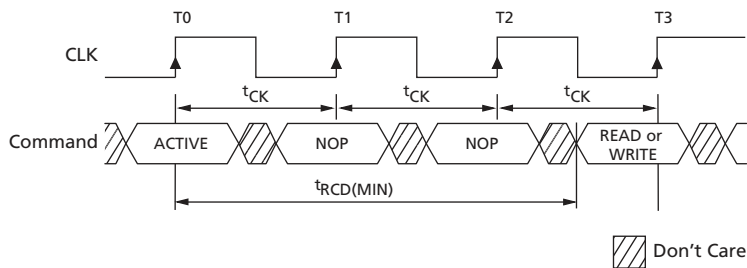 T0 T1 T2 T3
CLK
tCK tCK tCK
Command ACTIVE NOP NOP READ or
WRITE
tRCD(MIN)
Don't Care